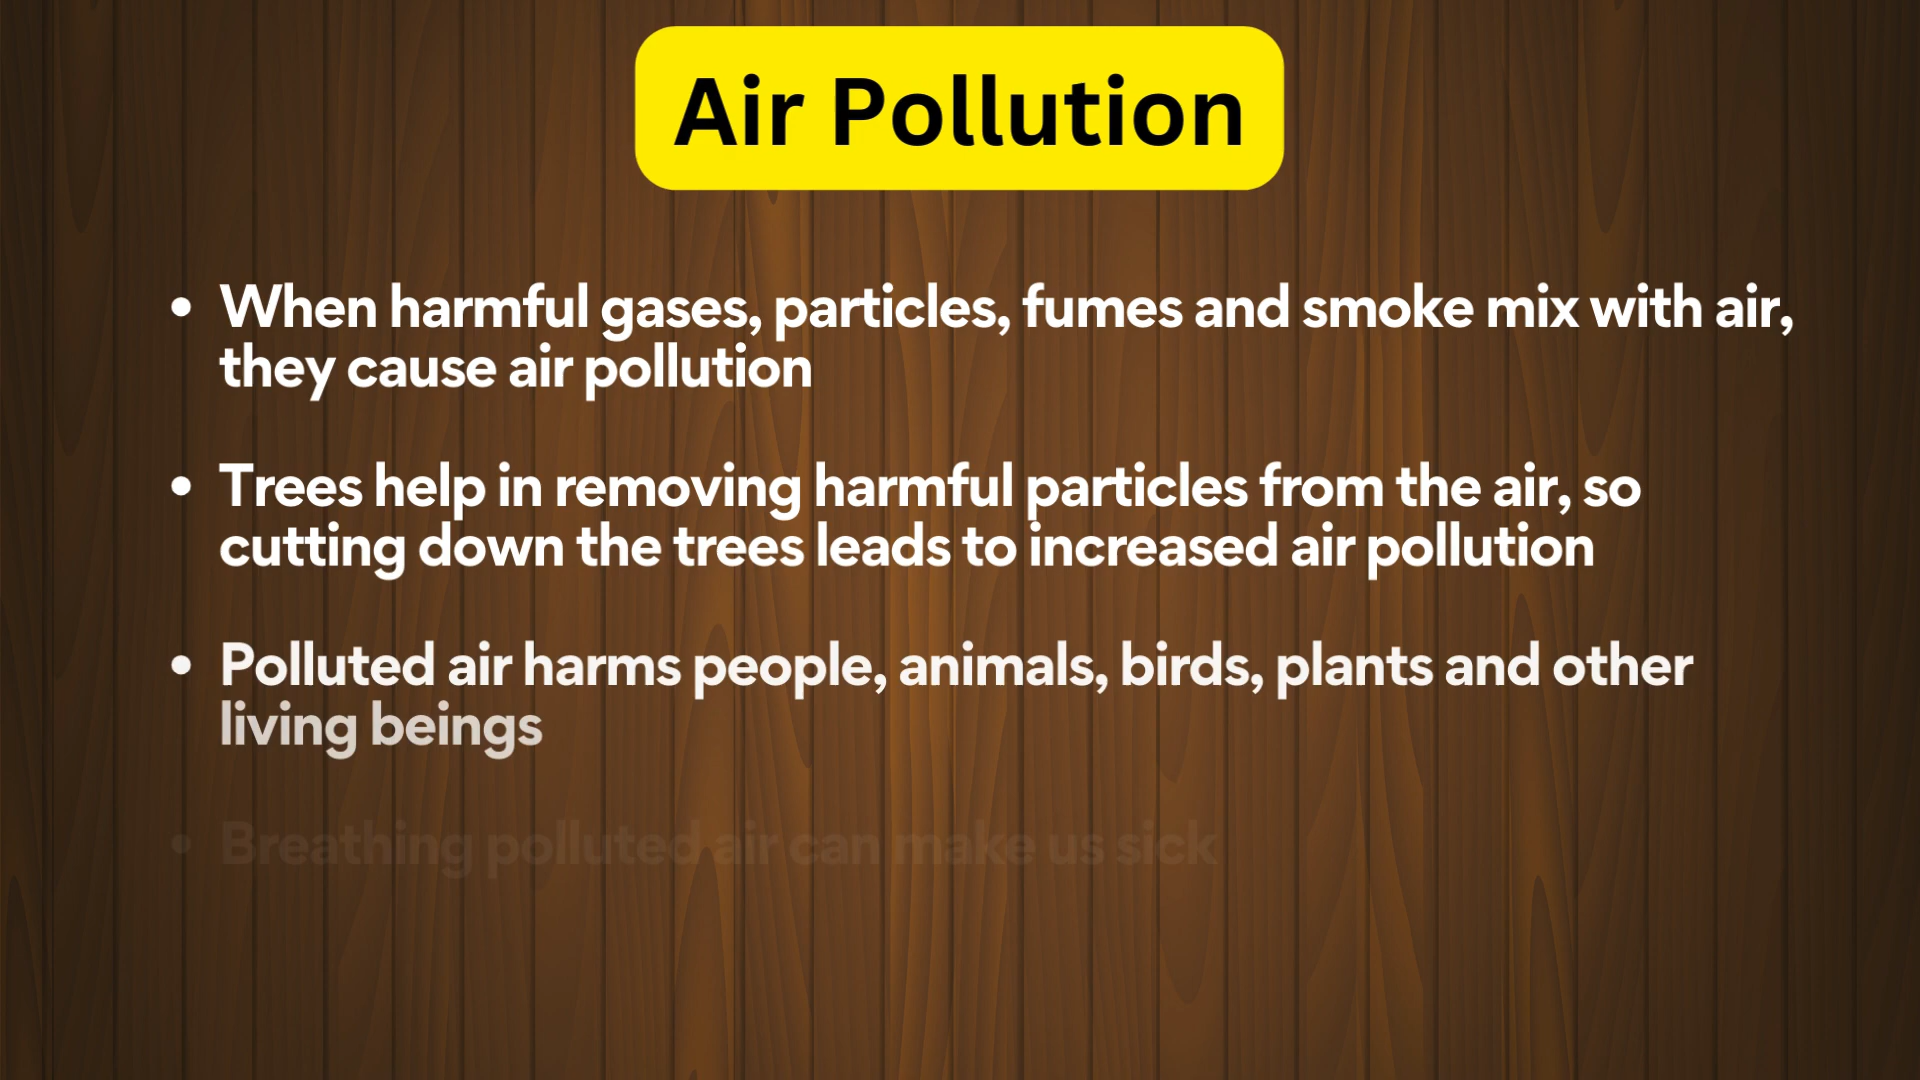 Air Pollution
• When harmful gases, particles, fumes and smoke mix with air,
they cause air pollution
• Trees help in removing harmful particles from the air, so
cutting down the trees leads to increased air pollution
• Polluted air harms people, animals, birds, plants and other
living beings
• Breathing polluted air can make us sick